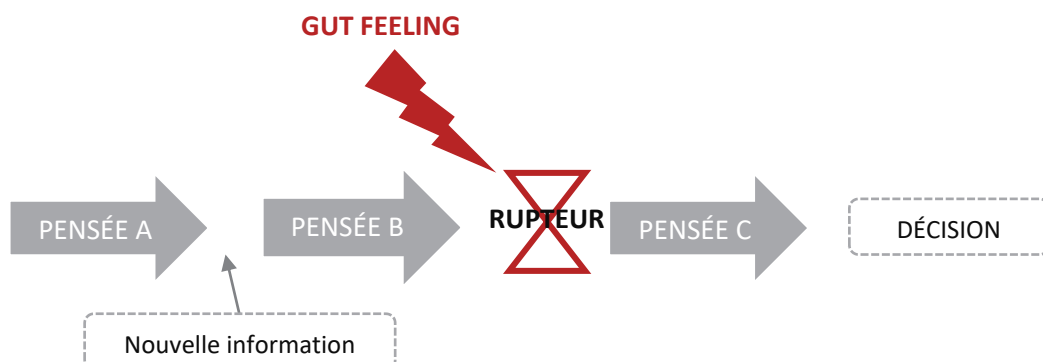 GUT FEELING
PENSÉE A
PENSÉE B
RUPTEUR
PENSÉE C
DÉCISION
Nouvelle information